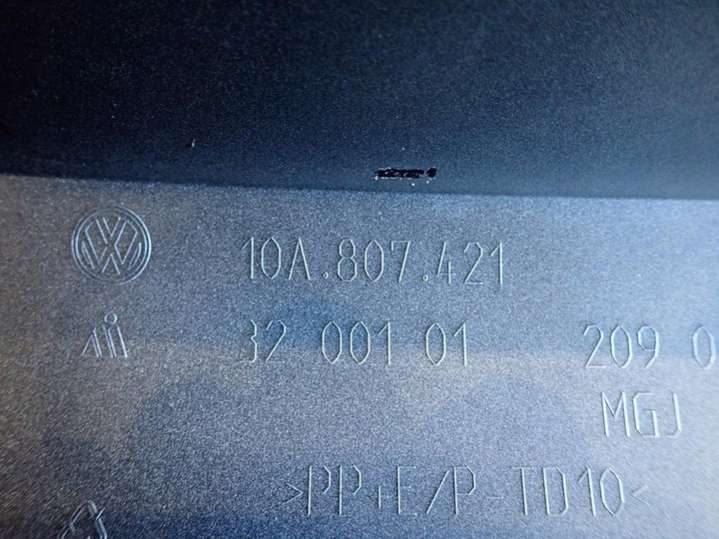 10A.807.421
32 001 01 209 0
MGJ
>PP+E/P-TD10<